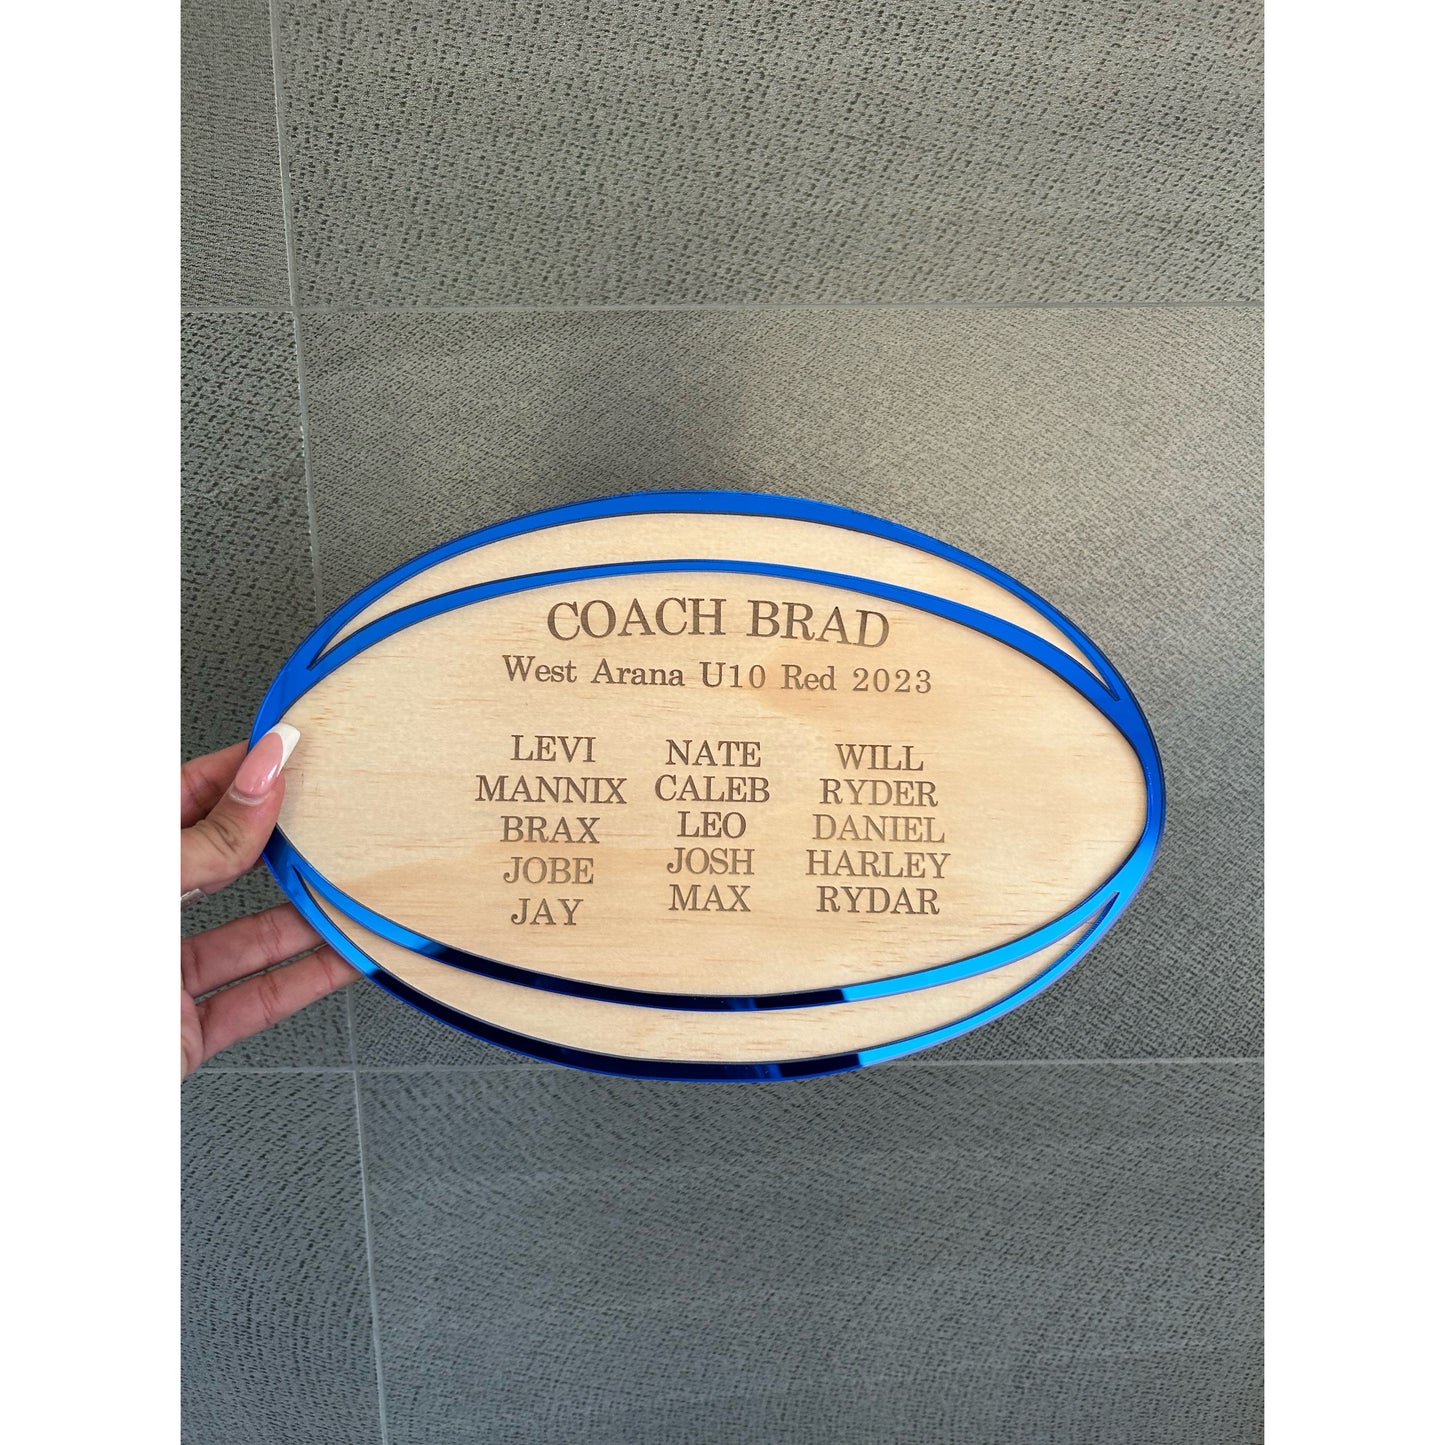 COACH BRAD
West Arana U10 Red 2023
LEVI NATE WILL
MANNIX CALEB RYDER
BRAX LEO DANIEL
JOBE JOSH HARLEY
JAY MAX RYDAR